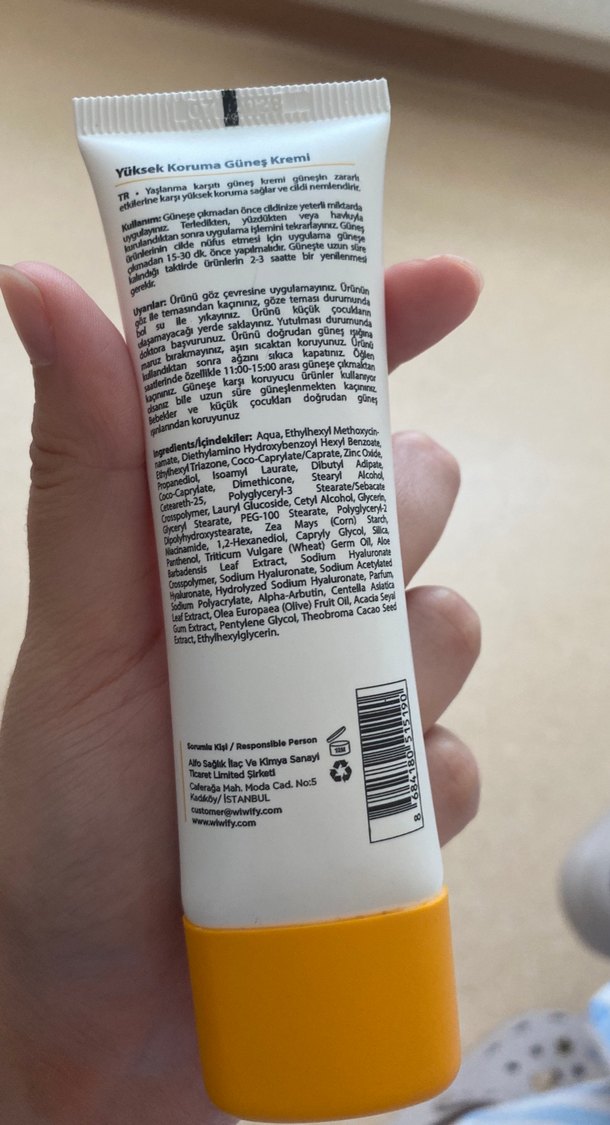 Yüksek Koruma Güneş Kremi
TR • Yaşlanma karşıtı güneş kremi güneşin zararlı
etkilerine karşı yüksek koruma sağlar ve cildi nemlendirir.
Kullanım: Güneşe çıkmadan önce cildinize yeterli miktarda
uygulayınız. Terledikten, yüzdükten veya havluyla
kurulandıktan sonra uygulama işlemini tekrarlayınız. Güneş
ürünlerinin cilde nüfus etmesi için uygulama güneşe
çıkmadan 15-30 dk. önce yapılmalıdır. Güneşte uzun süre
kalındığı taktirde ürünlerin 2-3 saatte bir yenilenmesi
gerekir.
Uyarılar: Ürünü göz çevresine uygulamayınız. Ürünün
göz ile temasından kaçınınız, göze teması durumunda
bol su ile yıkayınız. Ürünü küçük çocukların
ulaşamayacağı yerde saklayınız. Yutulması durumunda
doktora başvurunuz. Ürünü doğrudan güneş ışığına
maruz bırakmayınız, aşırı sıcaktan koruyunuz. Ürünü
kullandıktan sonra ağzını sıkıca kapatınız. Öğlen
saatlerinde özellikle 11:00-15:00 arası güneşe çıkmaktan
kaçınınız. Güneşe karşı koruyucu ürünler kullanıyor
olsanız bile uzun süre güneşlenmekten kaçınınız.
Bebekler ve küçük çocukları doğrudan güneş
ışınlarından koruyunuz
Ingredients/İçindekiler: Aqua, Ethylhexyl Methoxycin-
namate, Diethylamino Hydroxybenzoyl Hexyl Benzoate,
Ethylhexyl Triazone, Coco-Caprylate/Caprate, Zinc Oxide,
Propanediol, Isoamyl Laurate, Dibutyl Adipate,
Coco-Caprylate, Dimethicone, Stearyl Alcohol,
Ceteareth-25, Polyglyceryl-3 Stearate/Sebacate
Crosspolymer, Lauryl Glucoside, Cetyl Alcohol, Glycerin,
Glyceryl Stearate, PEG-100 Stearate, Polyglyceryl-2
Dipolyhydroxystearate, Zea Mays (Corn) Starch,
Niacinamide, 1,2-Hexanediol, Capryly Glycol, Silica,
Panthenol, Triticum Vulgare (Wheat) Germ Oil, Aloe
Barbadensis Leaf Extract, Sodium Hyaluronate
Crosspolymer, Sodium Hyaluronate, Sodium Acetylated
Hyaluronate, Hydrolyzed Sodium Hyaluronate, Parfum,
Sodium Polyacrylate, Alpha-Arbutin, Centella Asiatica
Leaf Extract, Olea Europaea (Olive) Fruit Oil, Acacia Seyal
Gum Extract, Pentylene Glycol, Theobroma Cacao Seed
Extract, Ethylhexylglycerin.
Sorumlu Kişi / Responsible Person
Alfo Sağlık İlaç Ve Kimya Sanayi
Ticaret Limited Şirketi
Caferağa Mah. Moda Cad. No:5
Kadıköy/ İSTANBUL
customer@wiwify.com
www.wiwify.com
8 684180 515190